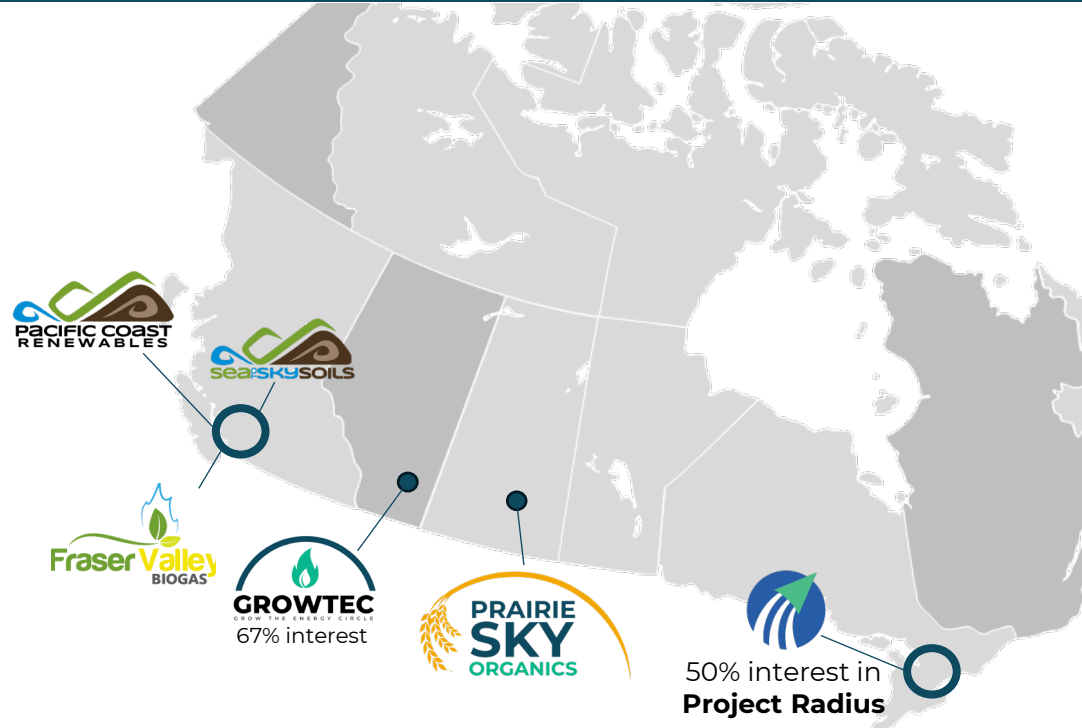 PACIFIC COAST
RENEWABLES
SEA TO SKY SOILS
Fraser Valley
BIOGAS
GROWTEC
GROW THE ENERGY CIRCLE
67% interest
PRAIRIE
SKY
ORGANICS
50% interest in
Project Radius